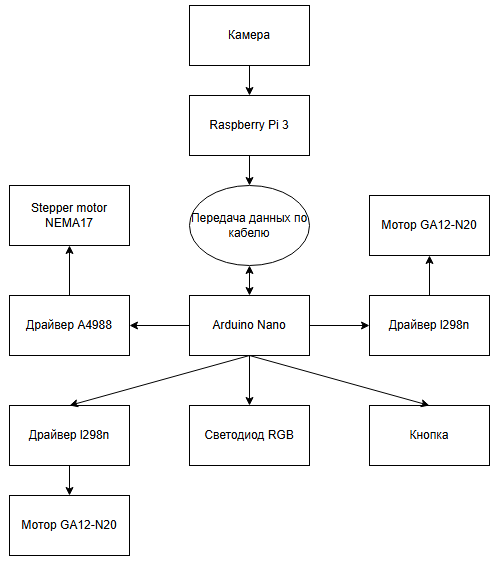 Камера
Raspberry Pi 3
Передача данных по
кабелю
Stepper motor
NEMA17
Мотор GA12-N20
Драйвер A4988
Arduino Nano
Драйвер l298n
Драйвер l298n
Светодиод RGB
Кнопка
Мотор GA12-N20